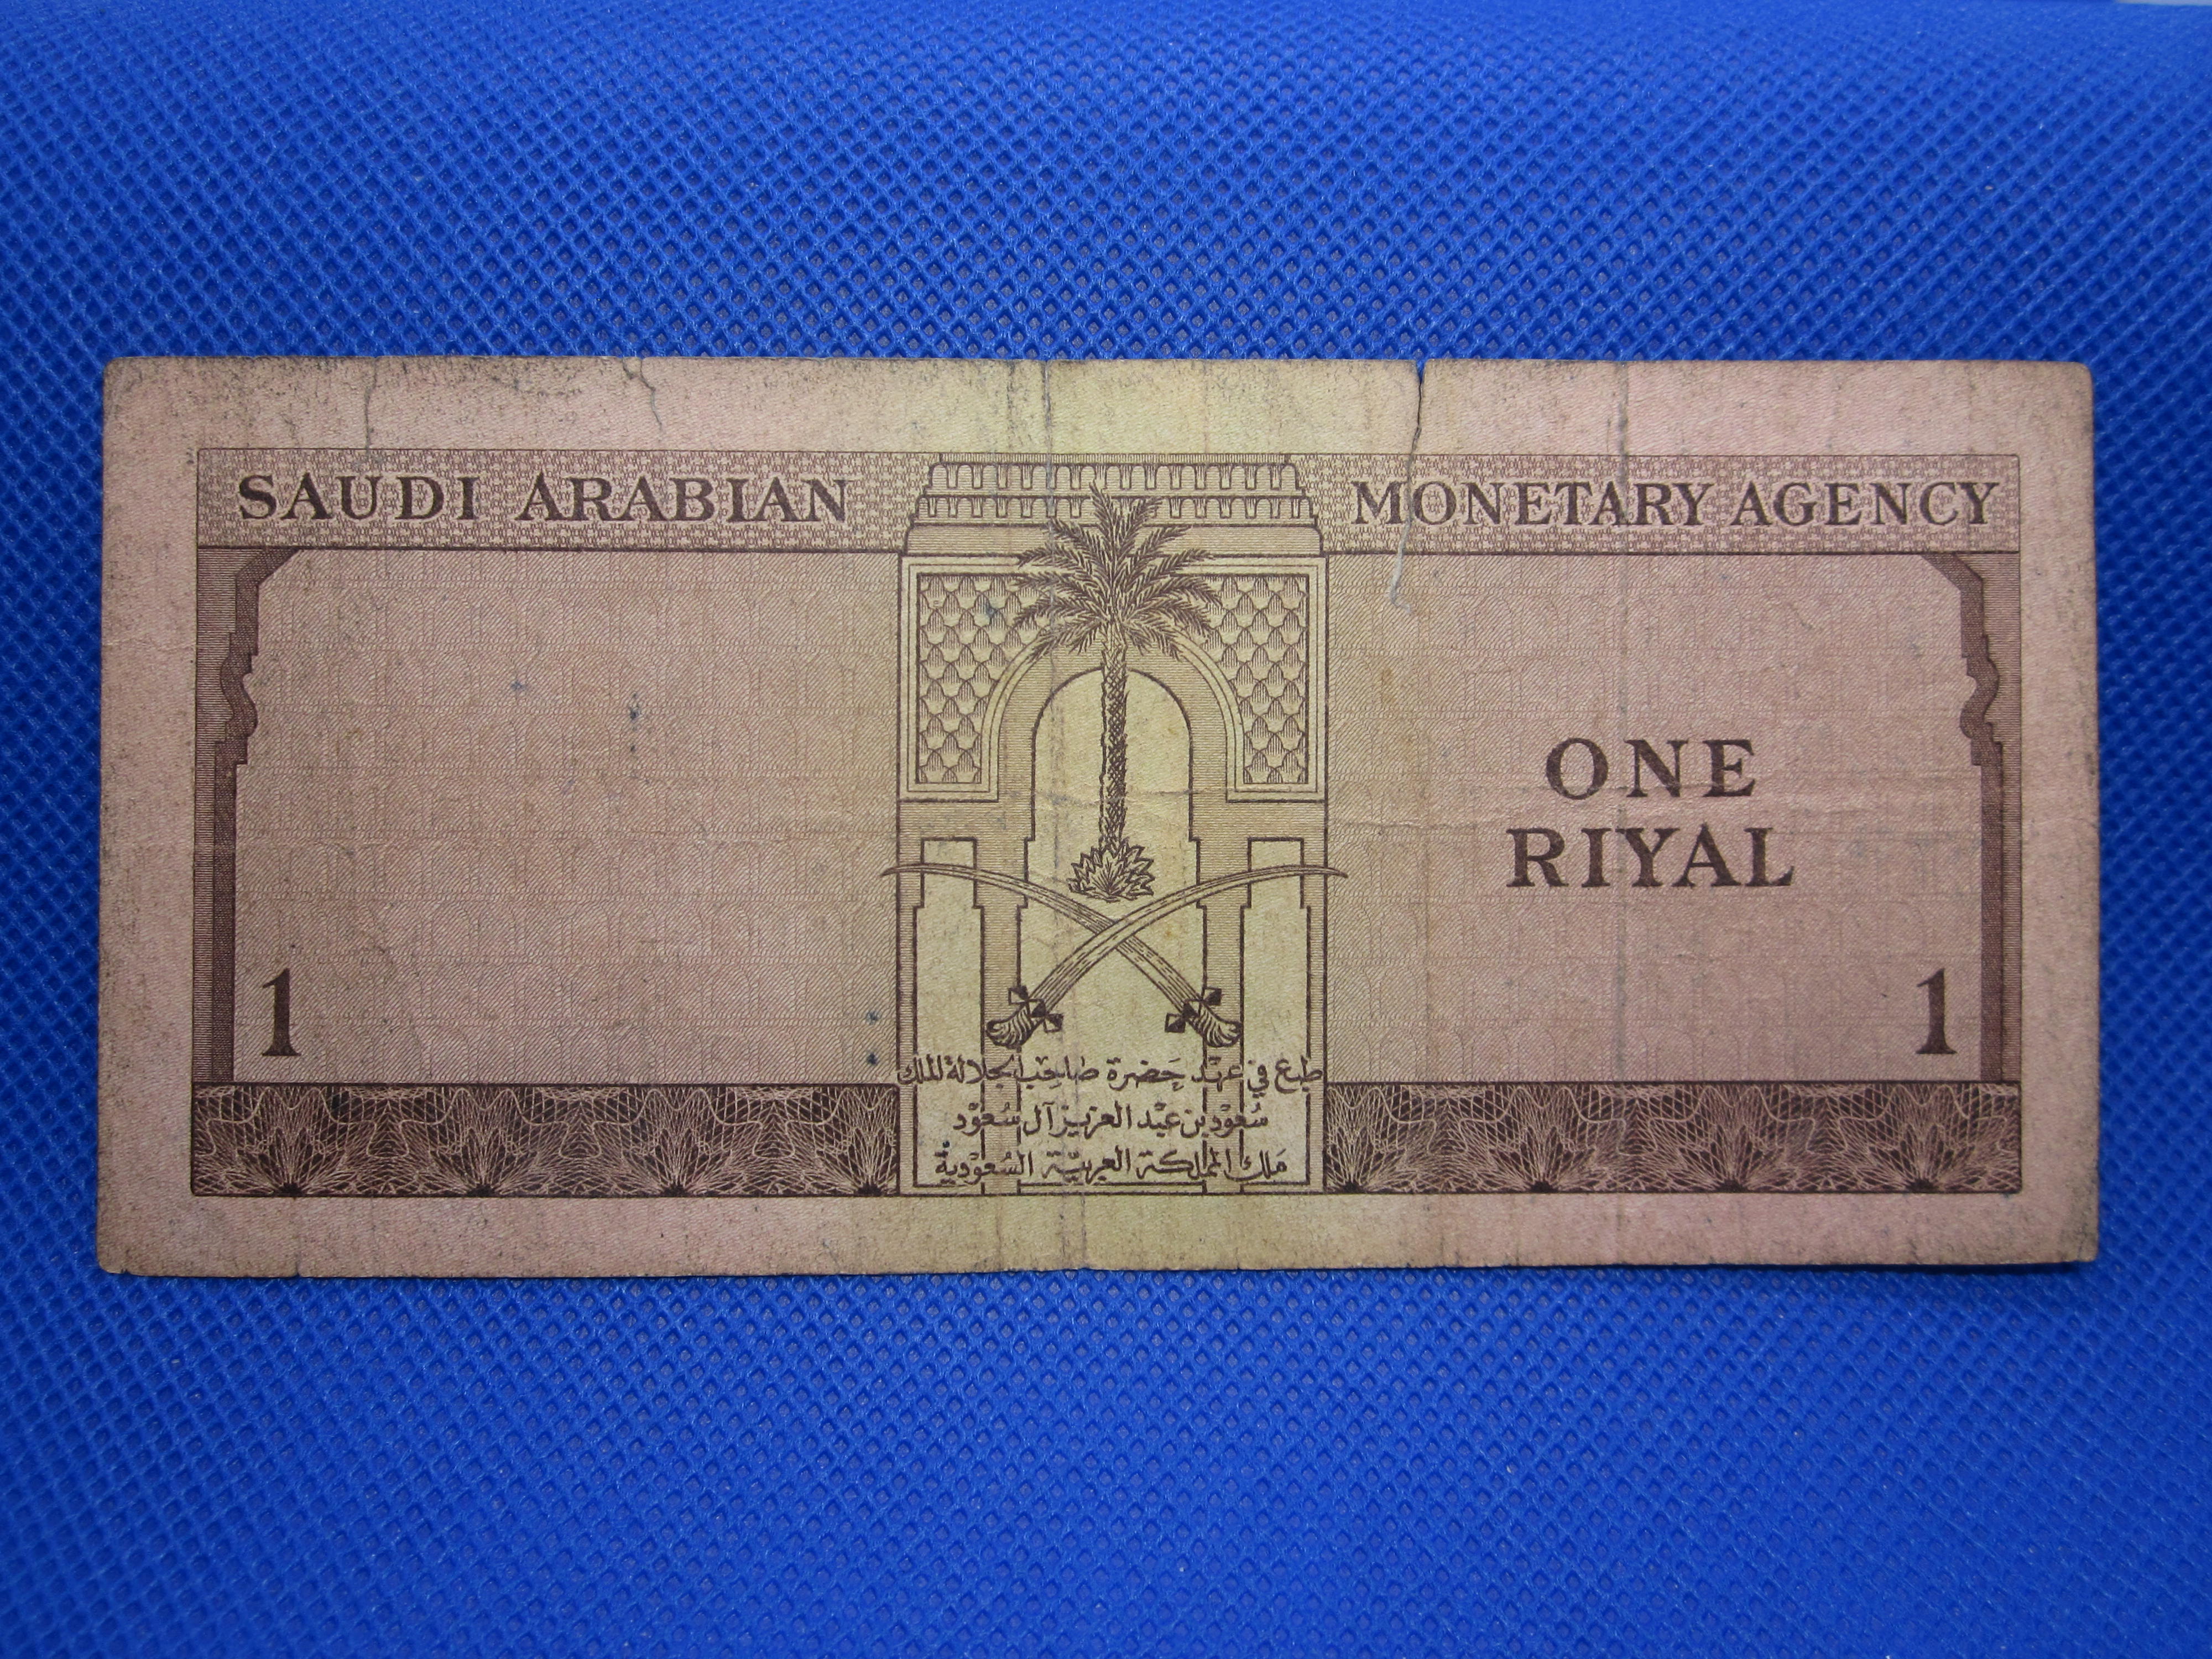 SAUDI ARABIAN MONETARY AGENCY
ONE
RIYAL
1 1
طبع في عهد حضرة صاحب الجلالة الملك
سعود بن عبد العزيز آل سعود
ملك المملكة العربية السعودية